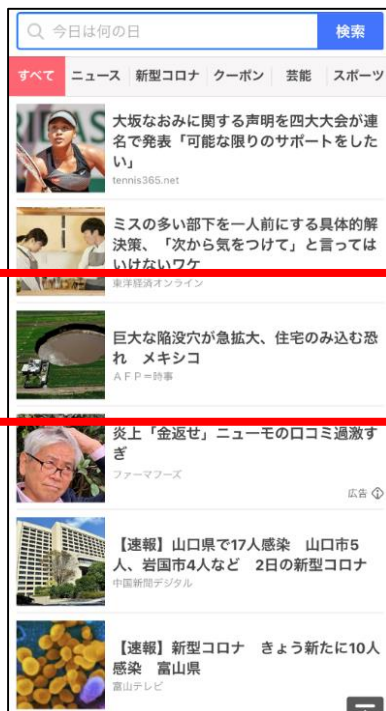 今日は何の日
検索
すべて ニュース 新型コロナ クーポン 芸能 スポーツ
大坂なおみに関する声明を四大大会が連
名で発表「可能な限りのサポートをした
い」
tennis365.net
ミスの多い部下を一人前にする具体的解
決策、「次から気をつけて」と言っては
いけないワケ
東洋経済オンライン
巨大な陥没穴が急拡大、住宅のみ込む恐
れ メキシコ
ＡＦＰ＝時事
炎上「金返せ」ニューモの口コミ過激す
ぎ
ファーマフーズ
広告
【速報】山口県で17人感染 山口市5
人、岩国市4人など 2日の新型コロナ
中国新聞デジタル
【速報】新型コロナ きょう新たに10人
感染 富山県
富山テレビ